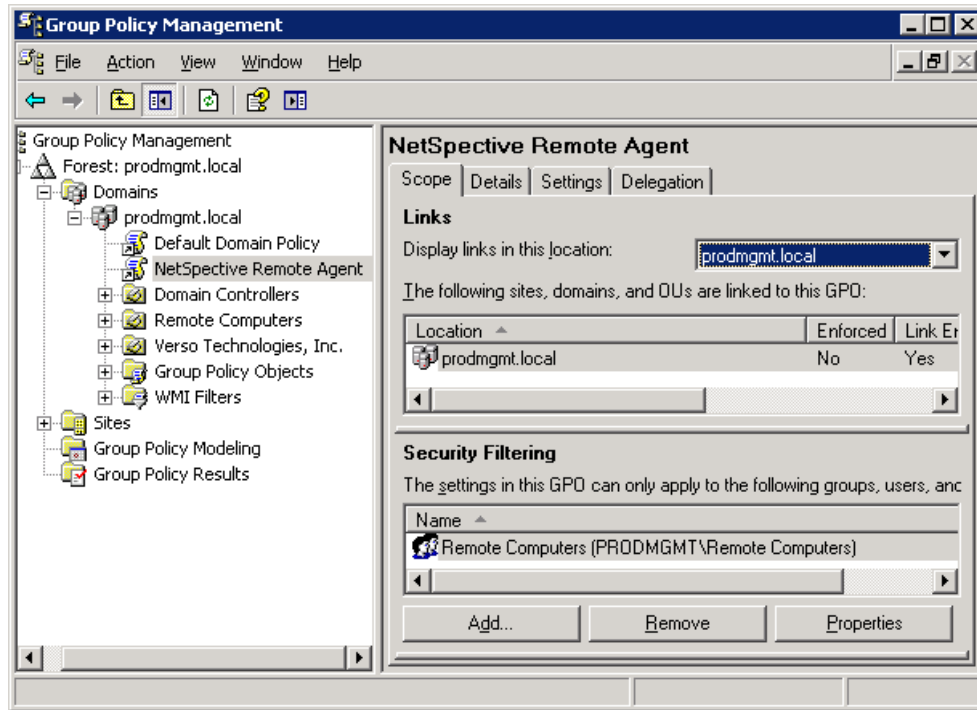 Group Policy Management
File Action View Window Help
Group Policy Management
Forest: prodmgmt.local
Domains
prodmgmt.local
Default Domain Policy
NetSpective Remote Agent
Domain Controllers
Remote Computers
Verso Technologies, Inc.
Group Policy Objects
WMI Filters
Sites
Group Policy Modeling
Group Policy Results
NetSpective Remote Agent
Scope Details Settings Delegation
Links
Display links in this location: prodmgmt.local
The following sites, domains, and OUs are linked to this GPO:
Location Enforced Link Er
prodmgmt.local No Yes
Security Filtering
The settings in this GPO can only apply to the following groups, users, and
Name
Remote Computers (PRODMGMT\Remote Computers)
Add... Remove Properties